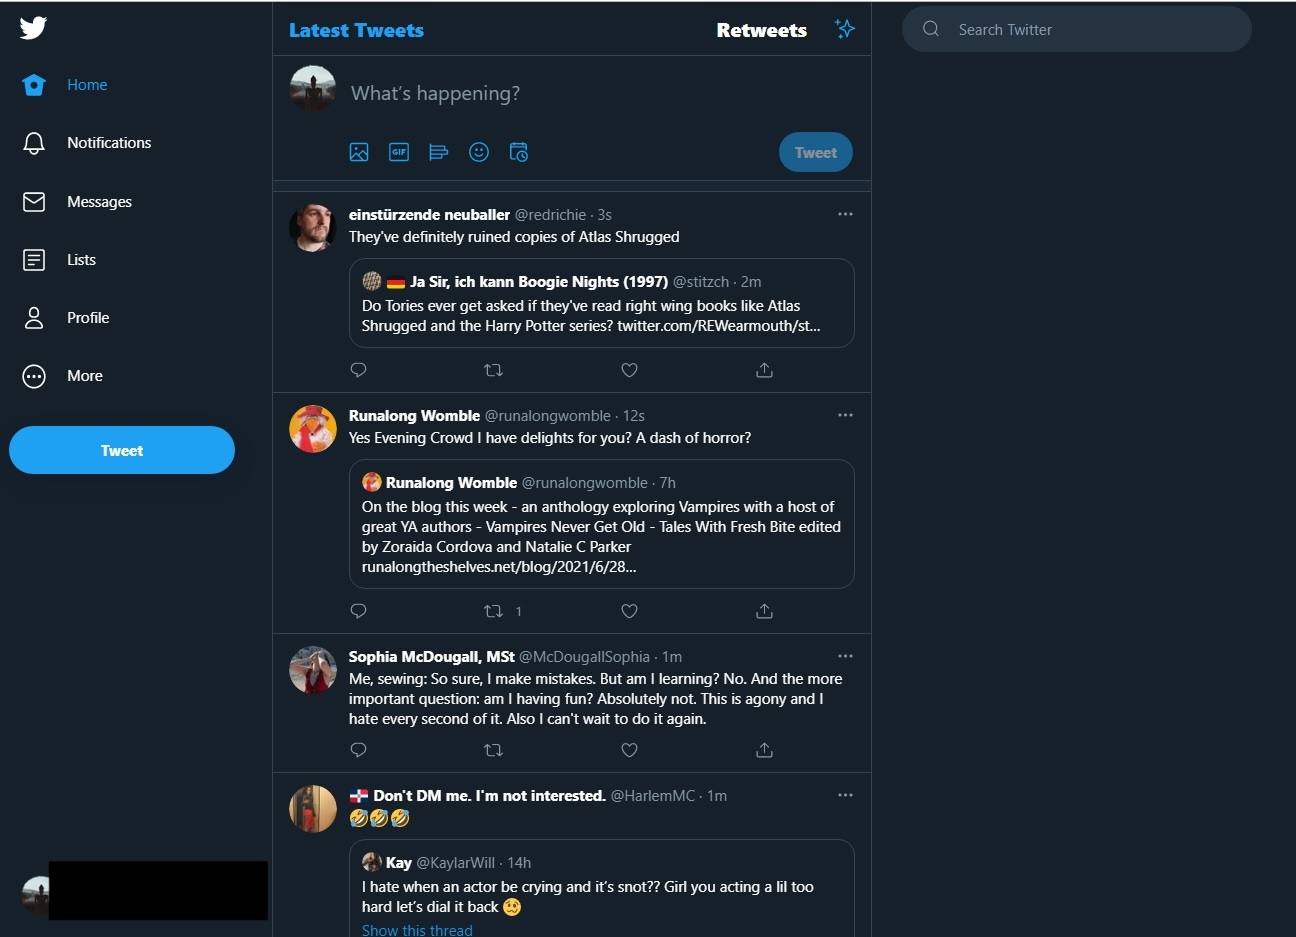 Latest Tweets
Retweets
Search Twitter
Home
Notifications
Messages
Lists
Profile
More
Tweet
What's happening?
GIF
Tweet
einstürzende neuballer @redrichie · 3s
They've definitely ruined copies of Atlas Shrugged
Ja Sir, ich kann Boogie Nights (1997) @stitzch · 2m
Do Tories ever get asked if they've read right wing books like Atlas
Shrugged and the Harry Potter series? twitter.com/REWearmouth/st...
Runalong Womble @runalongwomble · 12s
Yes Evening Crowd I have delights for you? A dash of horror?
Runalong Womble @runalongwomble · 7h
On the blog this week - an anthology exploring Vampires with a host of
great YA authors - Vampires Never Get Old - Tales With Fresh Bite edited
by Zoraida Cordova and Natalie C Parker
runalongtheshelves.net/blog/2021/6/28...
1
Sophia McDougall, MSt @McDougallSophia · 1m
Me, sewing: So sure, I make mistakes. But am I learning? No. And the more
important question: am I having fun? Absolutely not. This is agony and I
hate every second of it. Also I can't wait to do it again.
Don't DM me. I'm not interested. @HarlemMC · 1m
🤣🤣🤣
Kay @KaylarWill · 14h
I hate when an actor be crying and it's snot?? Girl you acting a lil too
hard let's dial it back 🥴
Show this thread